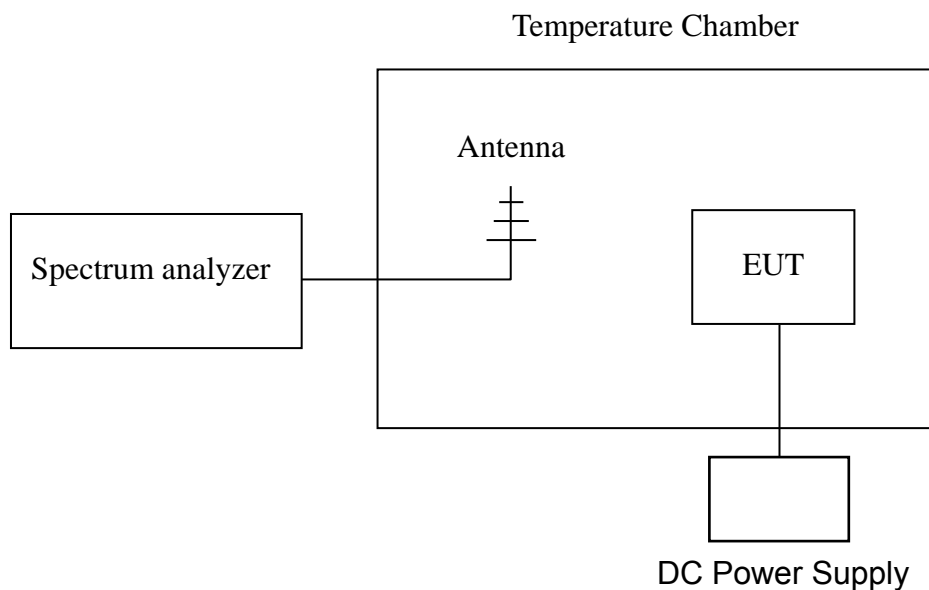 Temperature Chamber
Antenna
Spectrum analyzer
EUT
DC Power Supply